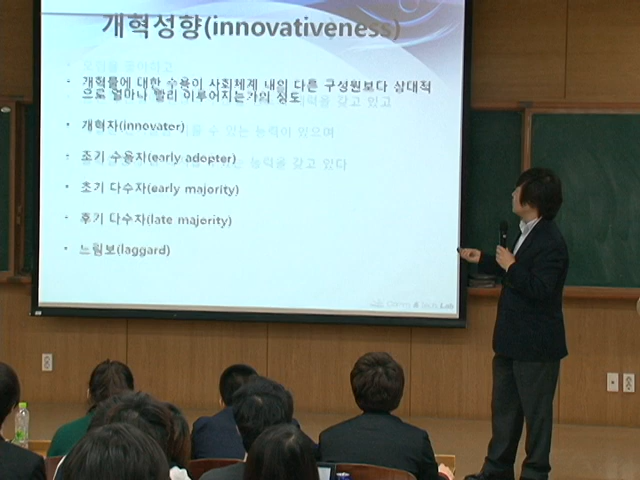 개혁성향(innovativeness)
• 개혁들에 대한 수용이 사회체계 내의 다른 구성원보다 상대적
으로 얼마나 빨리 이루어지는가의 정도
• 개혁자(innovater)
• 조기 수용자(early adopter)
• 초기 다수자(early majority)
• 후기 다수자(late majority)
• 느림보(laggard)